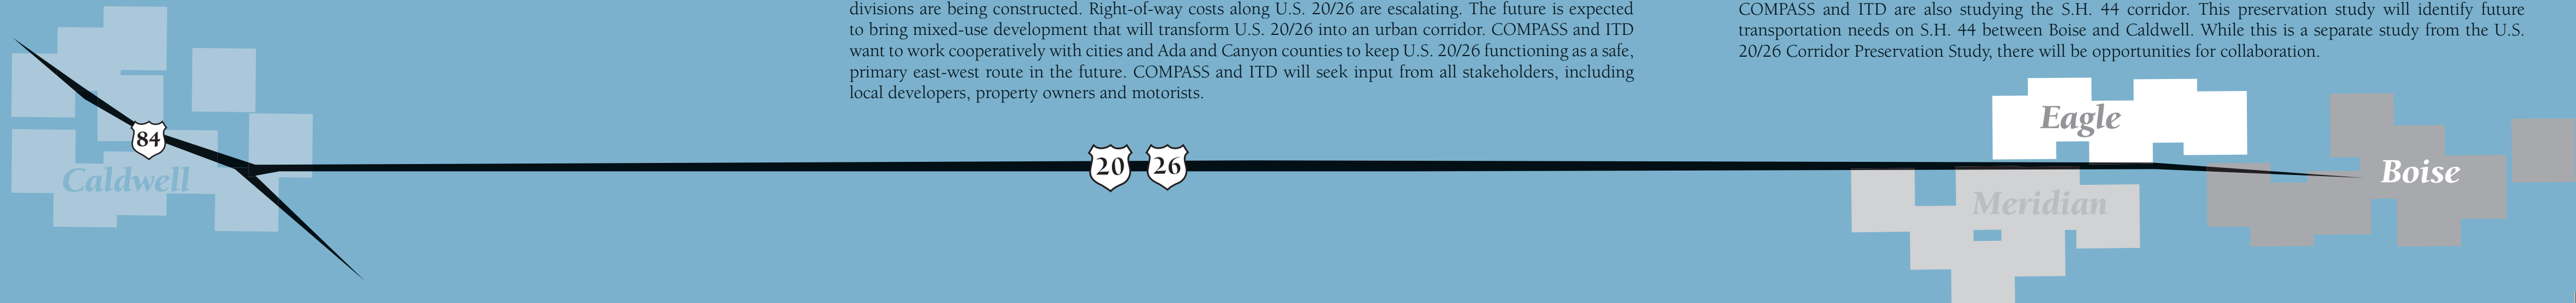 divisions are being constructed. Right-of-way costs along U.S. 20/26 are escalating. The future is expected
to bring mixed-use development that will transform U.S. 20/26 into an urban corridor. COMPASS and ITD
want to work cooperatively with cities and Ada and Canyon counties to keep U.S. 20/26 functioning as a safe,
primary east-west route in the future. COMPASS and ITD will seek input from all stakeholders, including
local developers, property owners and motorists.
COMPASS and ITD are also studying the S.H. 44 corridor. This preservation study will identify future
transportation needs on S.H. 44 between Boise and Caldwell. While this is a separate study from the U.S.
20/26 Corridor Preservation Study, there will be opportunities for collaboration.
84
Caldwell
20 26
Eagle
Meridian
Boise